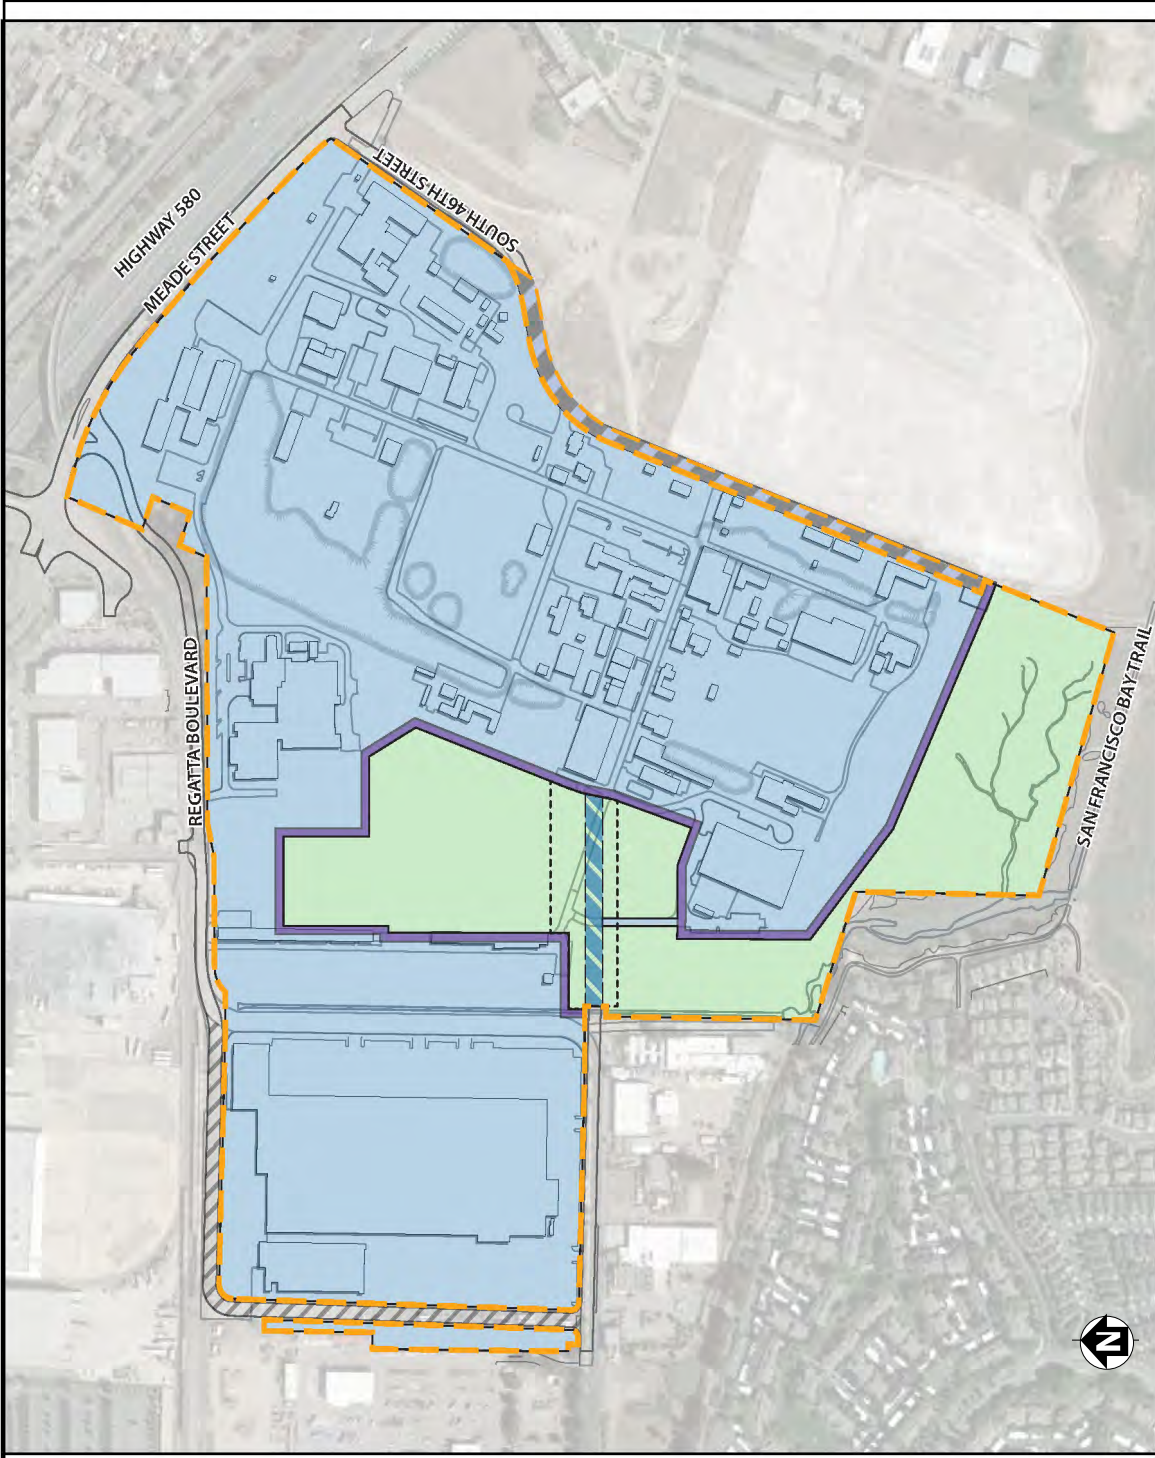 HIGHWAY 580
MEADE STREET
SOUTH 46TH STREET
REGATTA BOULEVARD
SAN FRANCISCO BAY TRAIL
N